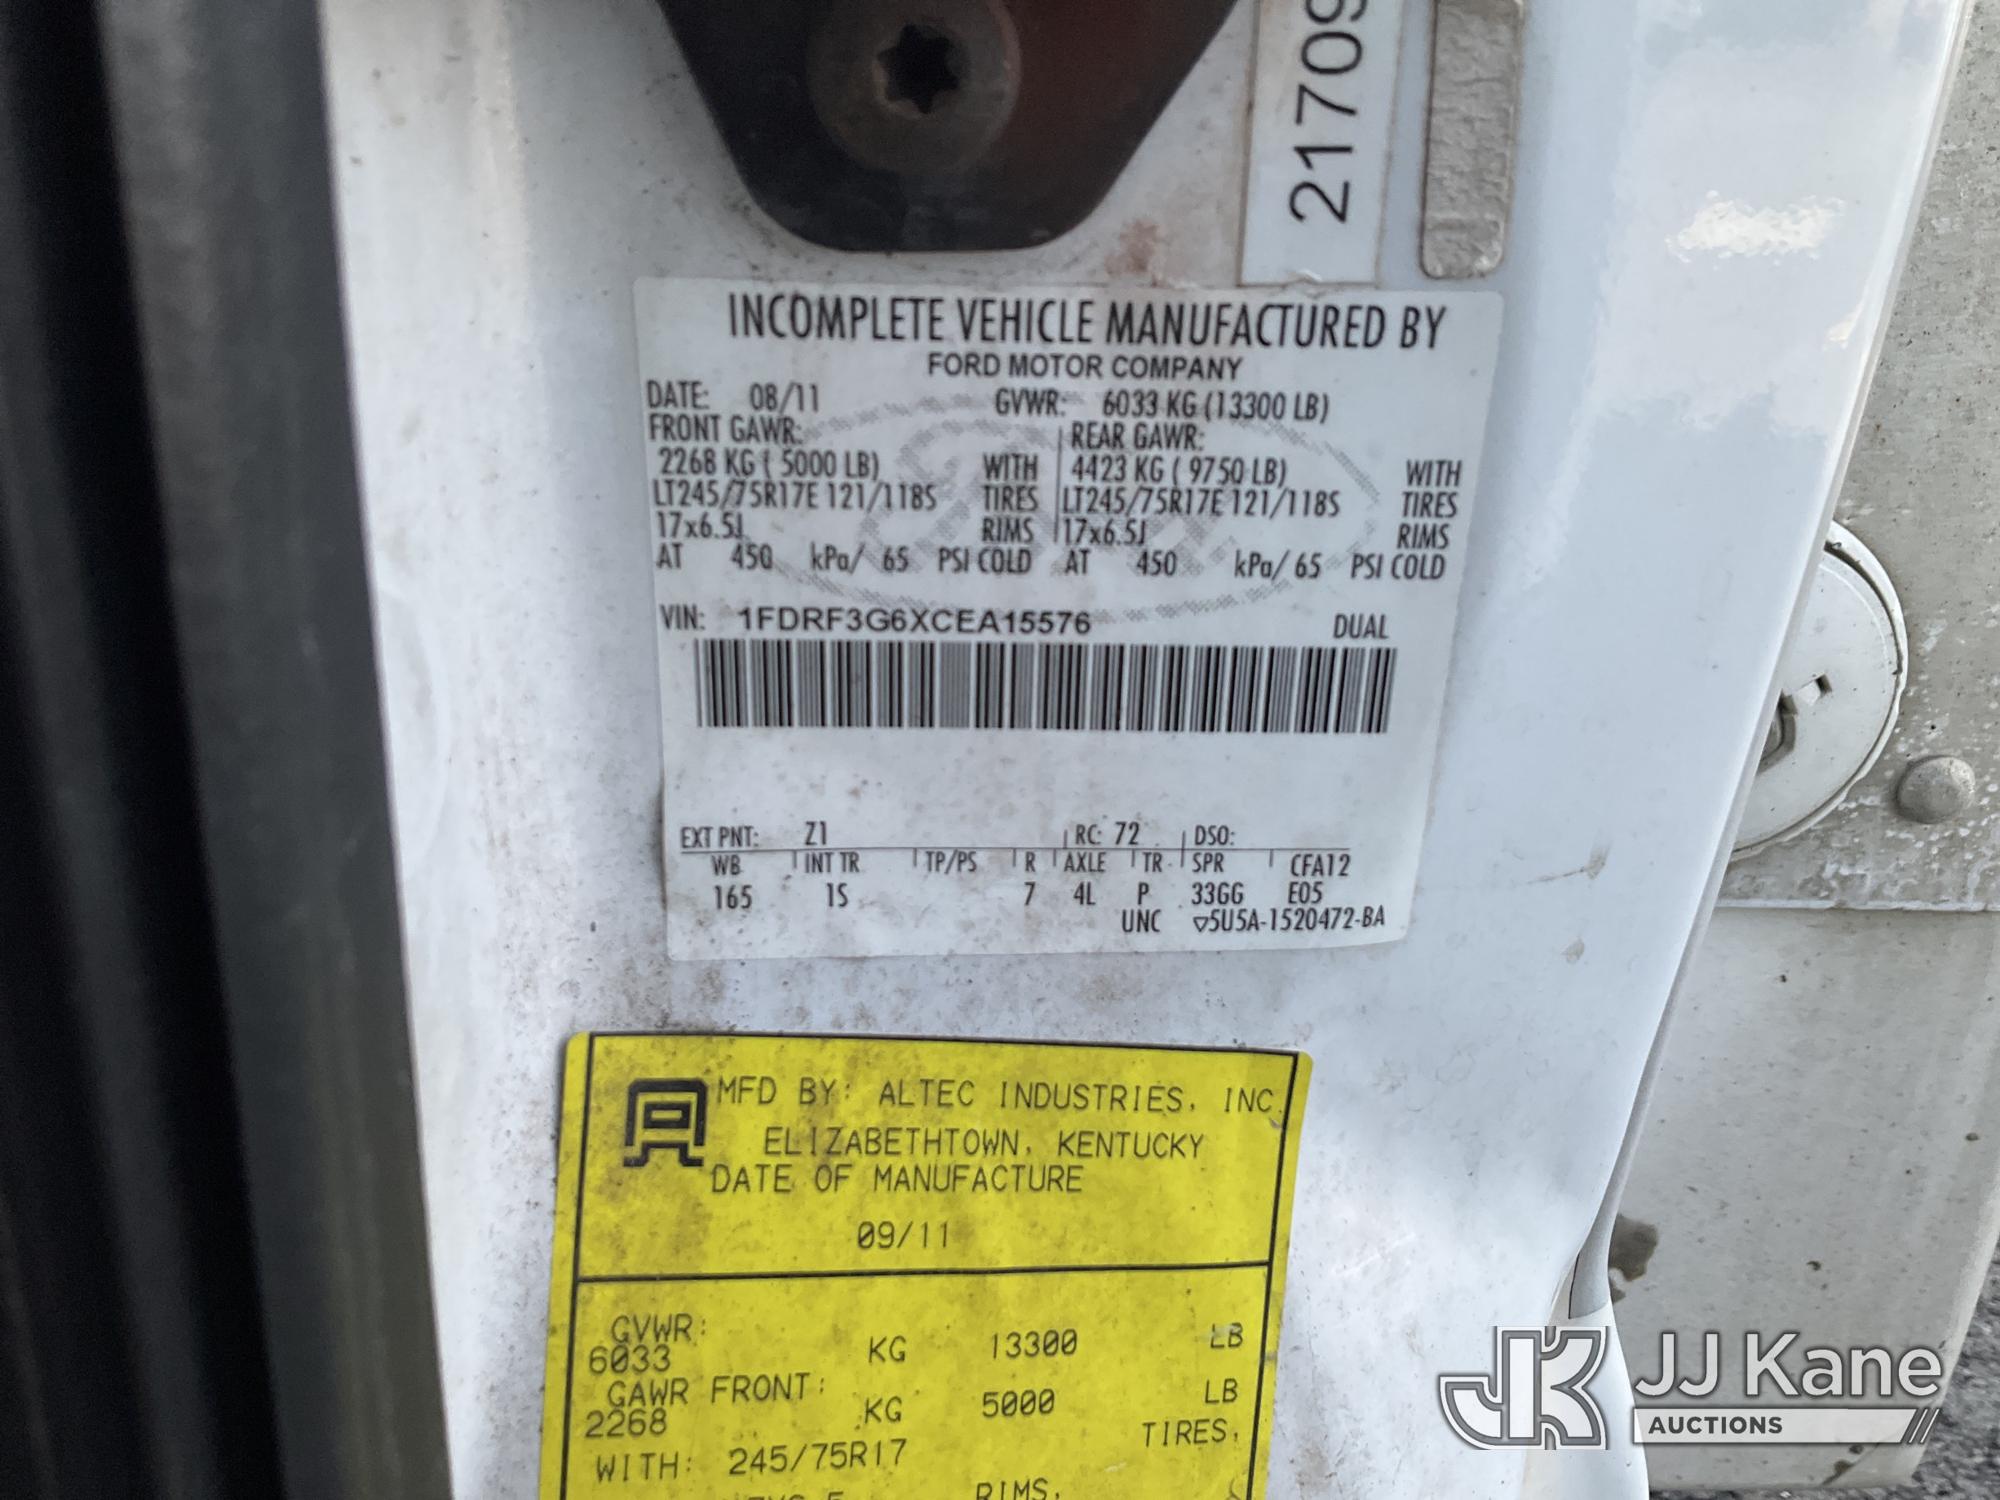 2170
INCOMPLETE VEHICLE MANUFACTURED BY
FORD MOTOR COMPANY
DATE: 08/11 GVWR: 6033 KG (13300 LB)
FRONT GAWR: REAR GAWR:
2268 KG ( 5000 LB) WITH 4423 KG ( 9750 LB) WITH
LT245/75R17E 121/118S TIRES LT245/75R17E 121/118S TIRES
17x6.5J RIMS 17x6.5J RIMS
AT 450 kPa/ 65 PSI COLD AT 450 kPa/ 65 PSI COLD
VIN: 1FDRF3G6XCEA15576 DUAL
EXT PNT: Z1 RC: 72 DSO:
WB INT TR TP/PS R AXLE TR SPR CFA12
165 1S 7 4L P 33GG E05
UNC ▽5U5A-1520472-BA
MFD BY: ALTEC INDUSTRIES, INC.
ELIZABETHTOWN, KENTUCKY
DATE OF MANUFACTURE
09/11
GVWR:
6033 KG 13300 LB
GAWR FRONT:
2268 KG 5000 LB
WITH: 245/75R17 TIRES,
RIMS,
JJ Kane
AUCTIONS